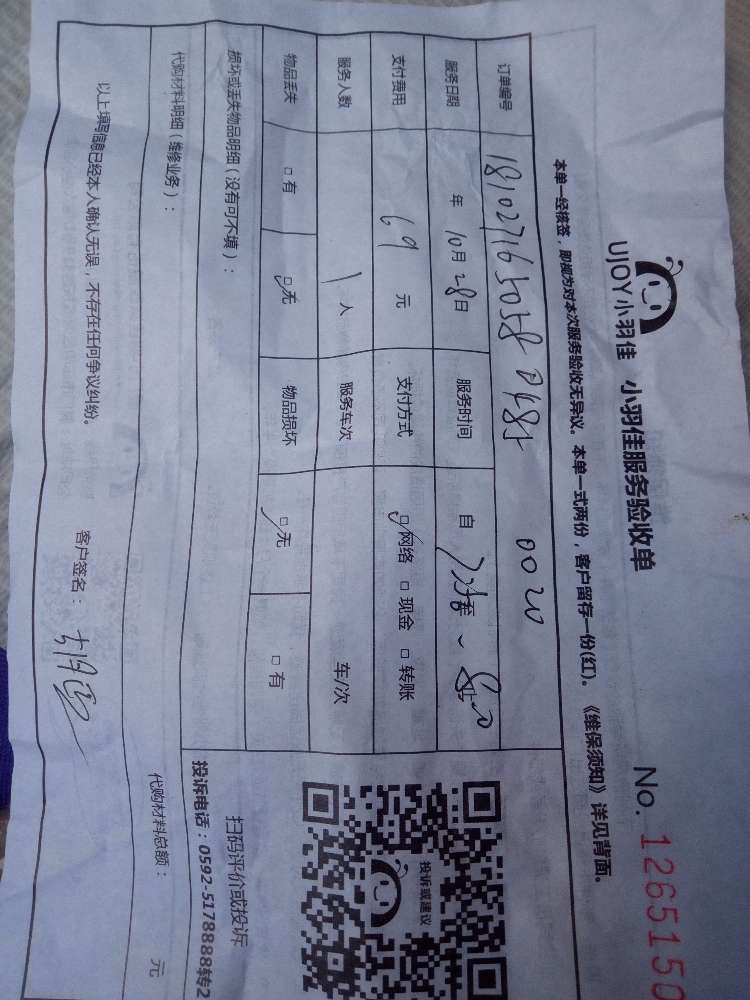 UJOY小羽佳 小羽佳服务验收单 No. 1265150
本单一经核签，即视为对本次服务验收无异议。本单一式两份，客户留存一份(红)。《维保须知》详见背面。
订单编号 0020
服务日期 年 10月 28日 服务时间 自 至
支付费用 69 元 支付方式 □网络 □现金 □转账
服务人数 1 人 服务车次 车/次
物品丢失 □有 □无 物品损坏 □无 □有
损坏或丢失物品明细（没有可不填）：
投诉或建议
扫码评价或投诉
投诉电话：0592-5178888转2
代购材料明细（维修业务）：
代购材料总额： 元
以上填写信息已经本人确认无误，不存在任何争议纠纷。 客户签名：